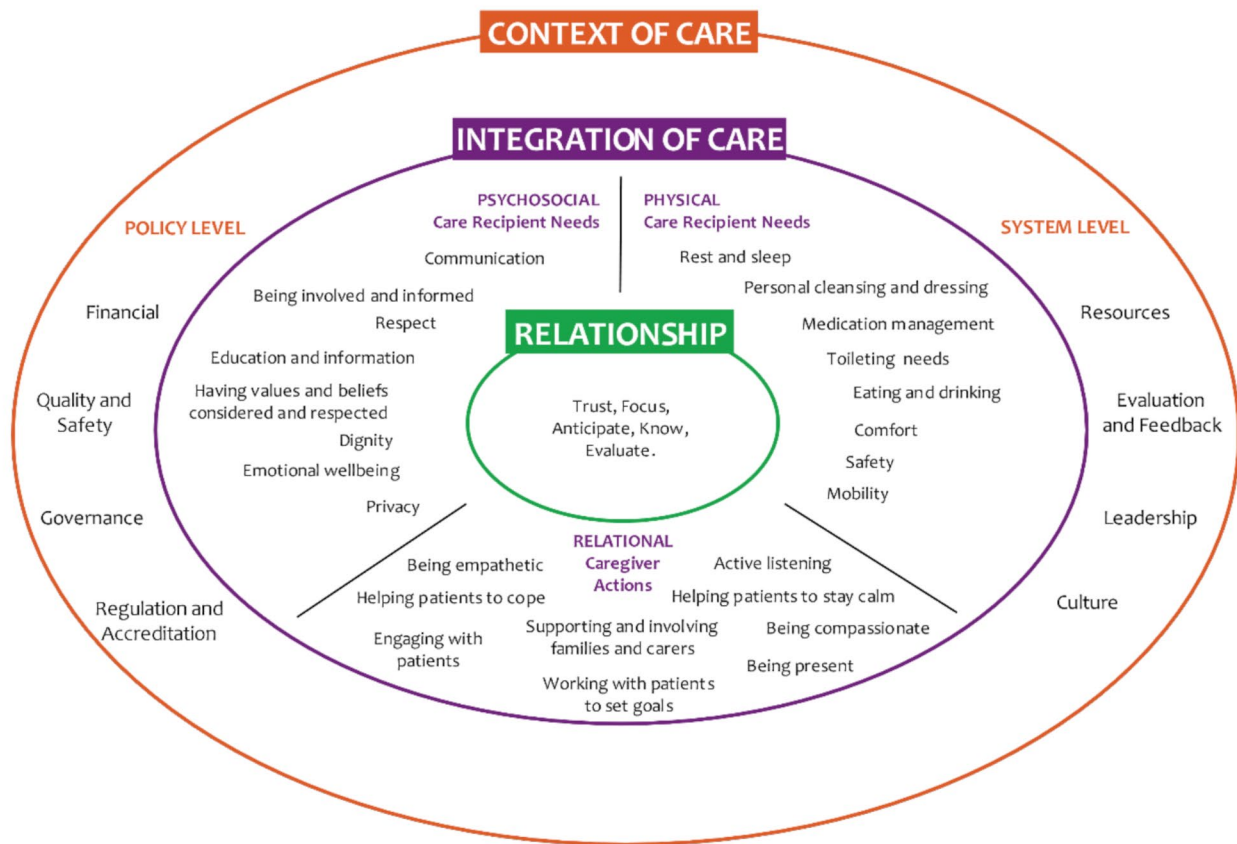 CONTEXT OF CARE
INTEGRATION OF CARE
POLICY LEVEL
Financial
Quality and
Safety
Governance
Regulation and
Accreditation
PSYCHOSOCIAL
Care Recipient Needs
Communication
Being involved and informed
Respect
Education and information
Having values and beliefs
considered and respected
Dignity
Emotional wellbeing
Privacy
PHYSICAL
Care Recipient Needs
Rest and sleep
Personal cleansing and dressing
Medication management
Toileting needs
Eating and drinking
Comfort
Safety
Mobility
RELATIONSHIP
Trust, Focus,
Anticipate, Know,
Evaluate.
RELATIONAL
Caregiver
Actions
Being empathetic
Helping patients to cope
Engaging with
patients
Supporting and involving
families and carers
Working with patients
to set goals
Active listening
Helping patients to stay calm
Being compassionate
Being present
SYSTEM LEVEL
Resources
Evaluation
and Feedback
Leadership
Culture